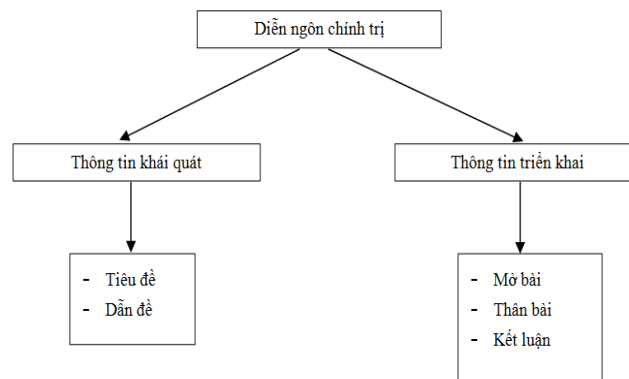 Diễn ngôn chính trị
Thông tin khái quát
Thông tin triển khai
- Tiêu đề
- Dẫn đề
- Mở bài
- Thân bài
- Kết luận